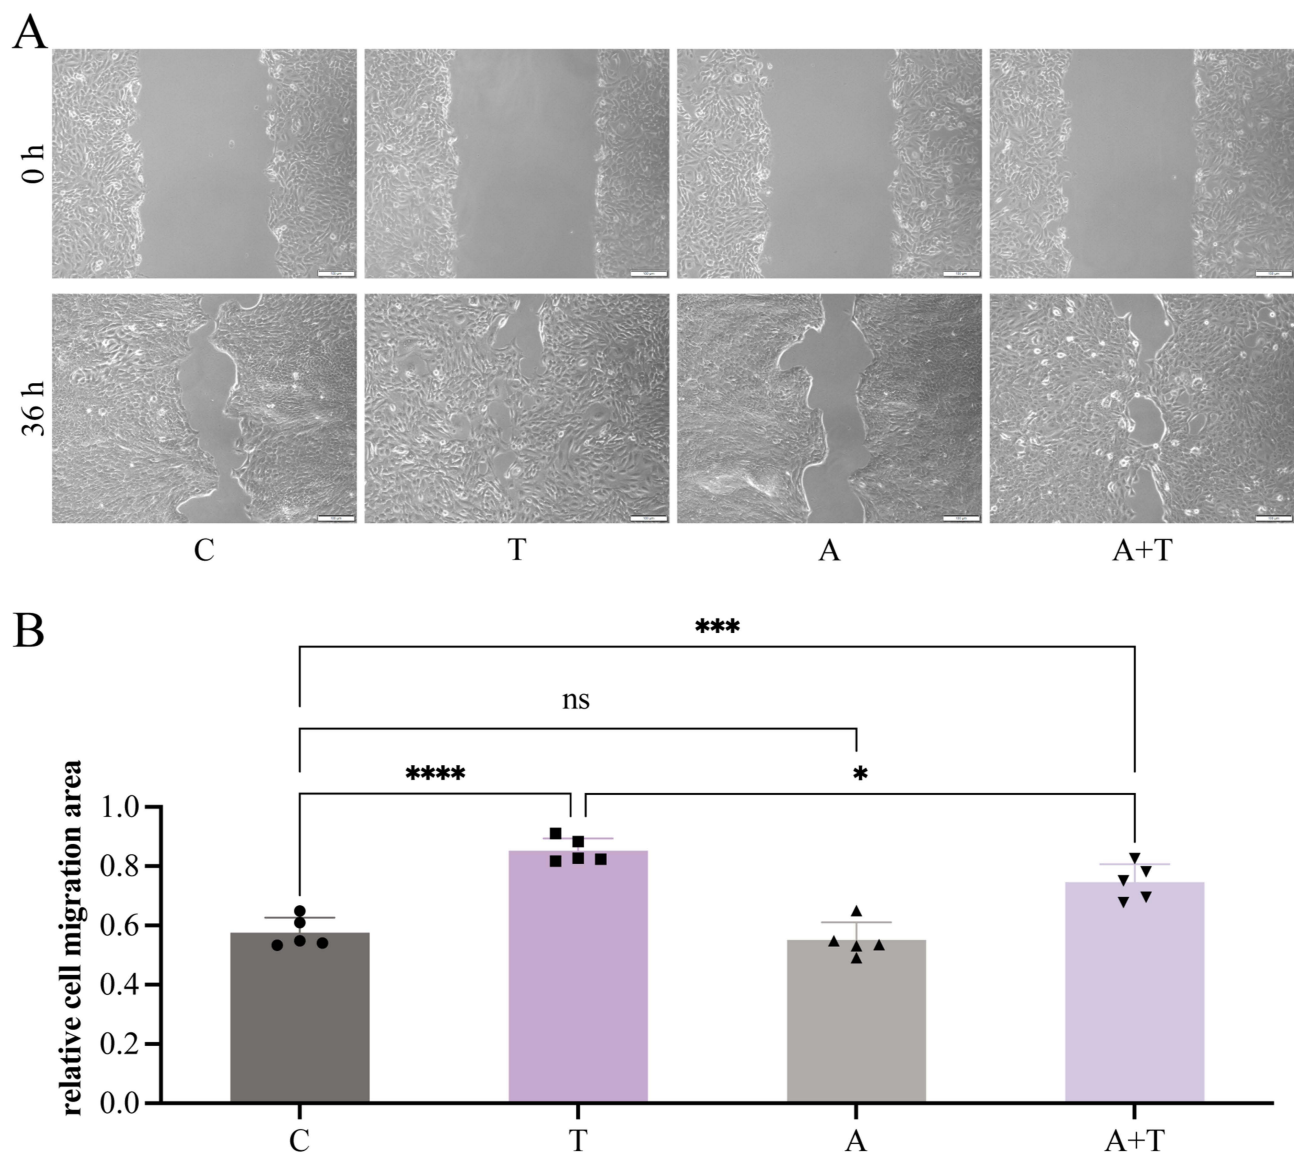 A
0 h
36 h
C T A A+T
B
***
ns
**** *
relative cell migration area
1.0
0.8
0.6
0.4
0.2
0.0
C T A A+T